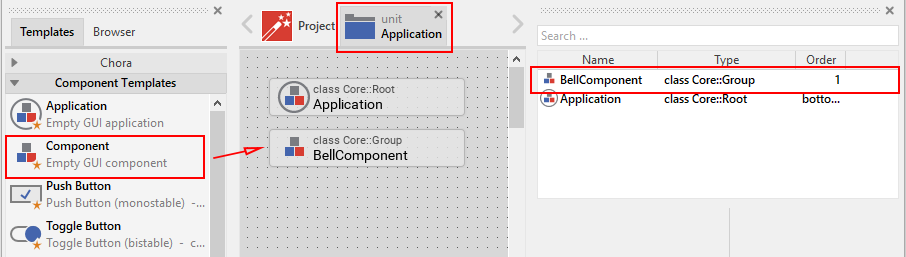 Templates
Browser
Chora
Component Templates
Application
Empty GUI application
Component
Empty GUI component
Push Button
Push Button (monostable)  -...
Toggle Button
Toggle Button (bistable)  -  c...
Project
unit
Application
class Core::Root
Application
class Core::Group
BellComponent
Search ...
Name Type Order
BellComponent class Core::Group 1
Application class Core::Root botto...